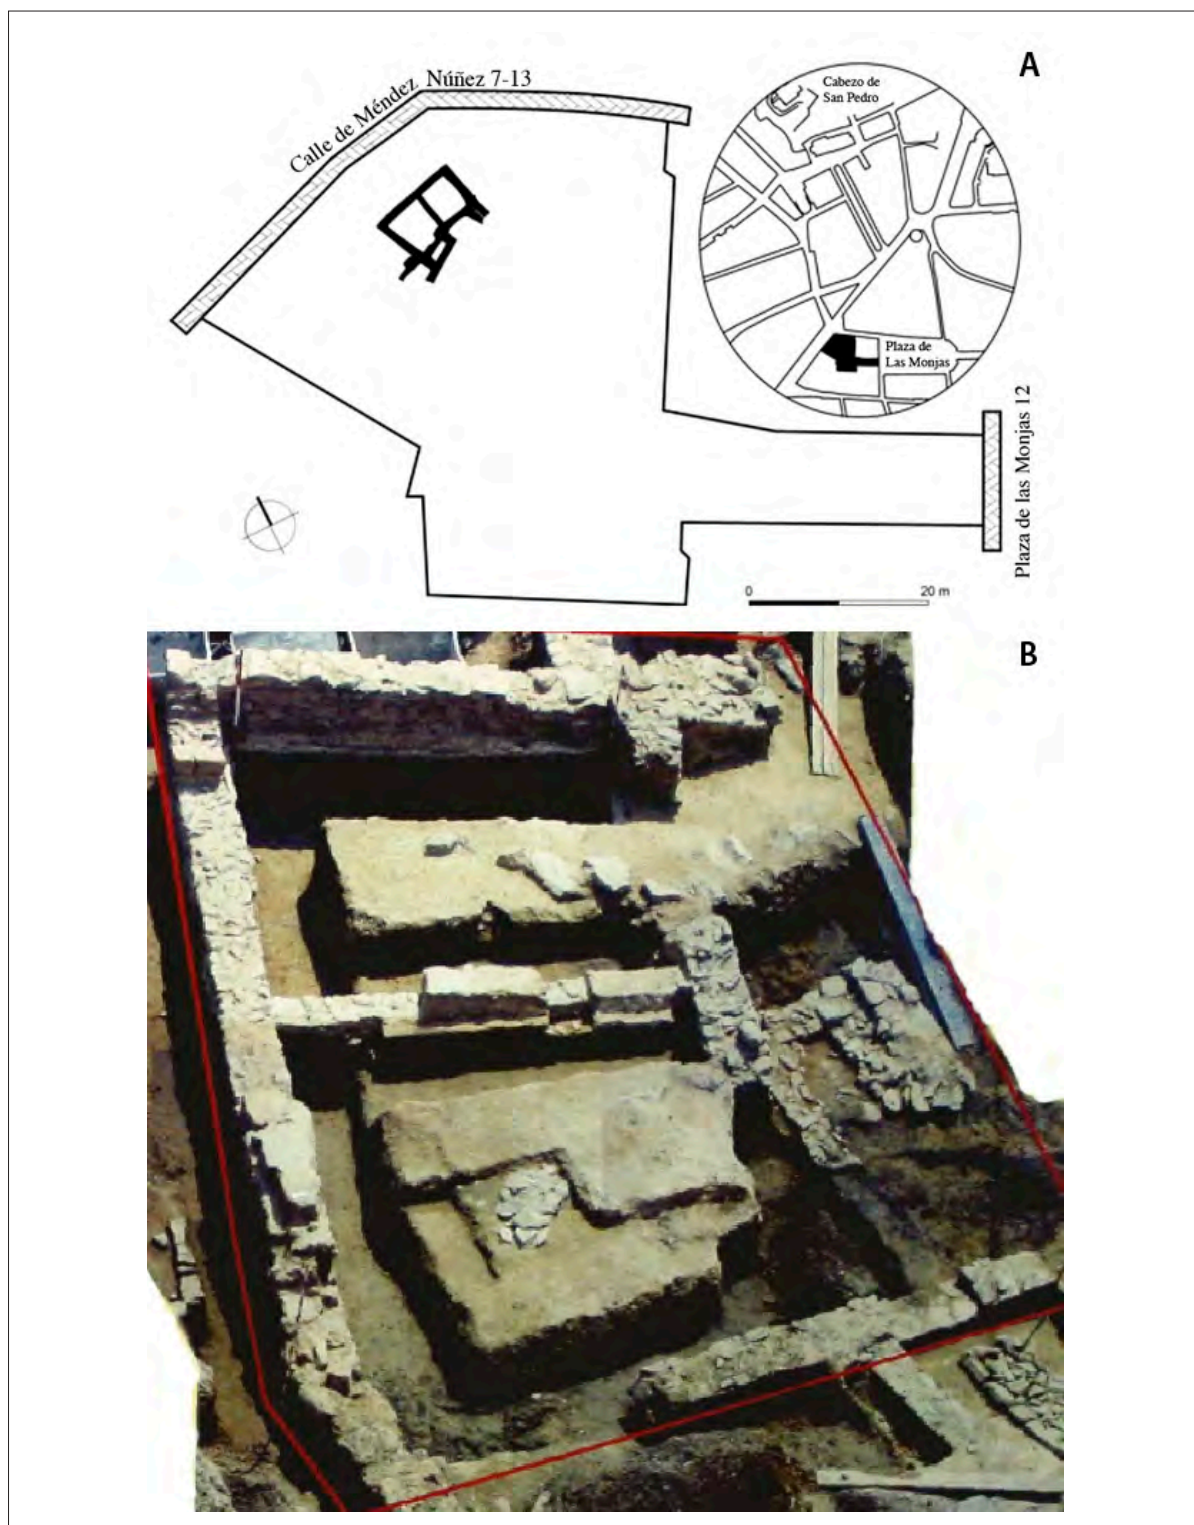 A
Calle de Méndez Núñez 7-13
Cabezo de
San Pedro
Plaza de
Las Monjas
Plaza de las Monjas 12
0 20 m
B